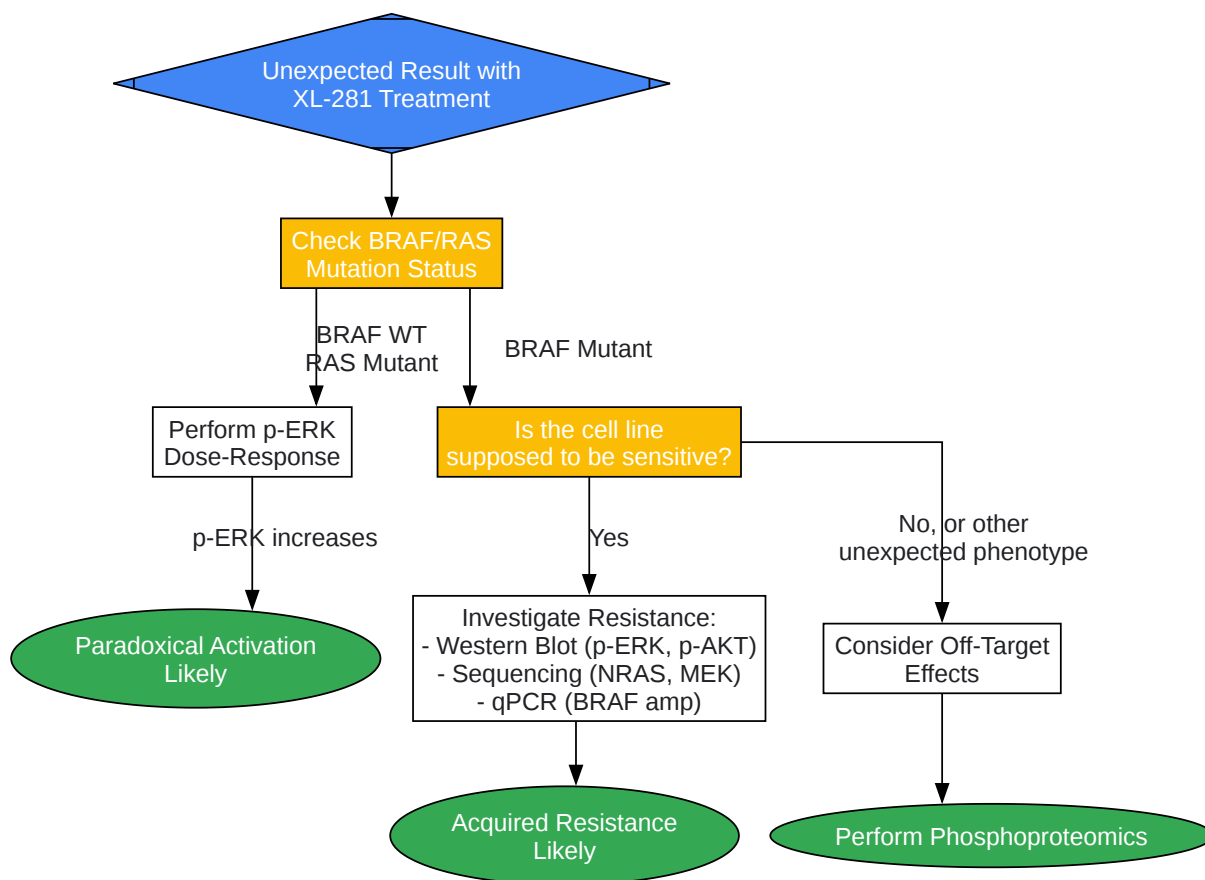 Unexpected Result with
XL-281 Treatment
Check BRAF/RAS
Mutation Status
BRAF WT
RAS Mutant
BRAF Mutant
Perform p-ERK
Dose-Response
Is the cell line
supposed to be sensitive?
p-ERK increases
Yes
No, or other
unexpected phenotype
Paradoxical Activation
Likely
Investigate Resistance:
- Western Blot (p-ERK, p-AKT)
- Sequencing (NRAS, MEK)
- qPCR (BRAF amp)
Consider Off-Target
Effects
Acquired Resistance
Likely
Perform Phosphoproteomics